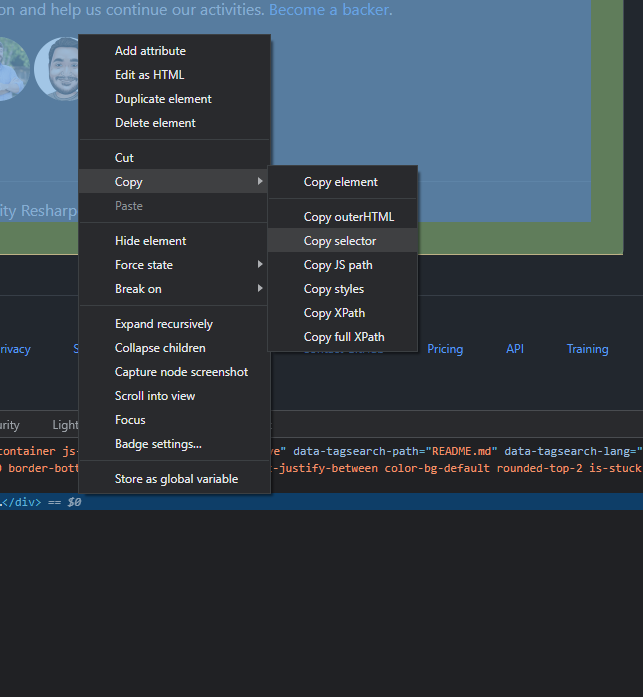 on and help us continue our activities. Become a backer.
Add attribute
Edit as HTML
Duplicate element
Delete element
Cut
Copy
Paste
Hide element
Force state
Break on
Expand recursively
Collapse children
Capture node screenshot
Scroll into view
Focus
Badge settings...
Store as global variable
Copy element
Copy outerHTML
Copy selector
Copy JS path
Copy styles
Copy XPath
Copy full XPath
ity Resharp
rivacy S Pricing API Training
urity Light
container js- ve" data-tagsearch-path="README.md" data-tagsearch-lang="
0 border-bott t-justify-between color-bg-default rounded-top-2 is-stuck
…</div> == $0